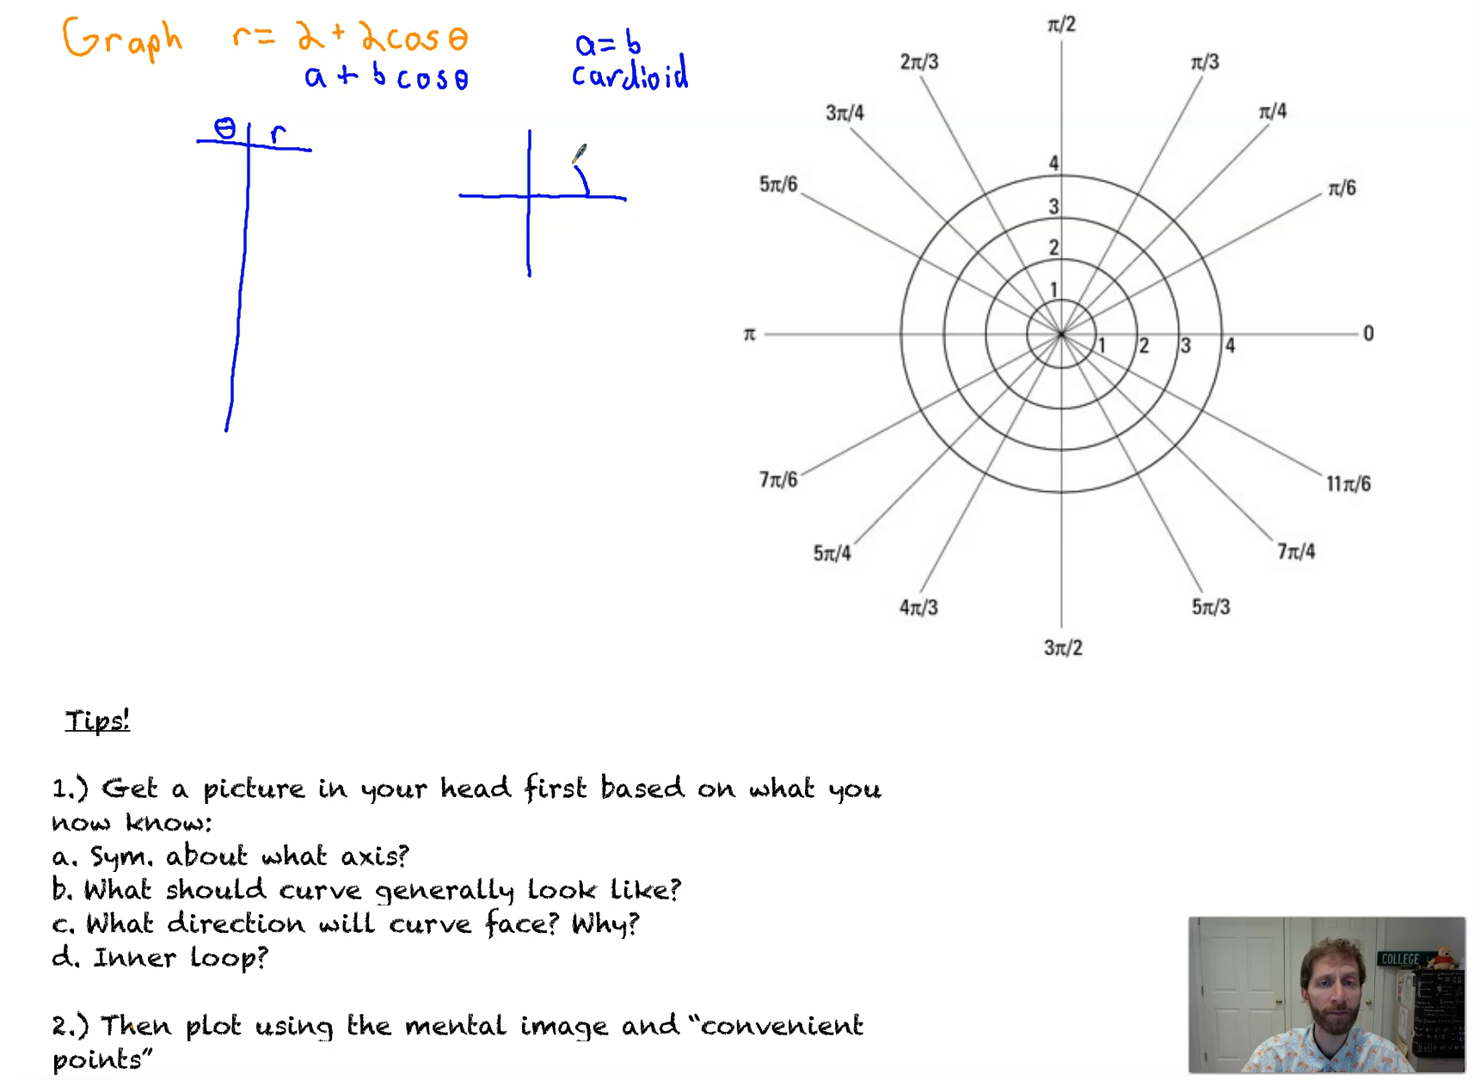 Graph r = 2 + 2cosθ
a + b cosθ
a = b
cardioid
θ r
π/2
2π/3
π/3
3π/4
π/4
5π/6
π/6
4
3
2
1
π
1 2 3 4
0
7π/6
11π/6
5π/4
7π/4
4π/3
5π/3
3π/2
Tips!
1.) Get a picture in your head first based on what you
now know:
a. Sym. about what axis?
b. What should curve generally look like?
c. What direction will curve face? Why?
d. Inner loop?
2.) Then plot using the mental image and “convenient
points”
COLLEGE